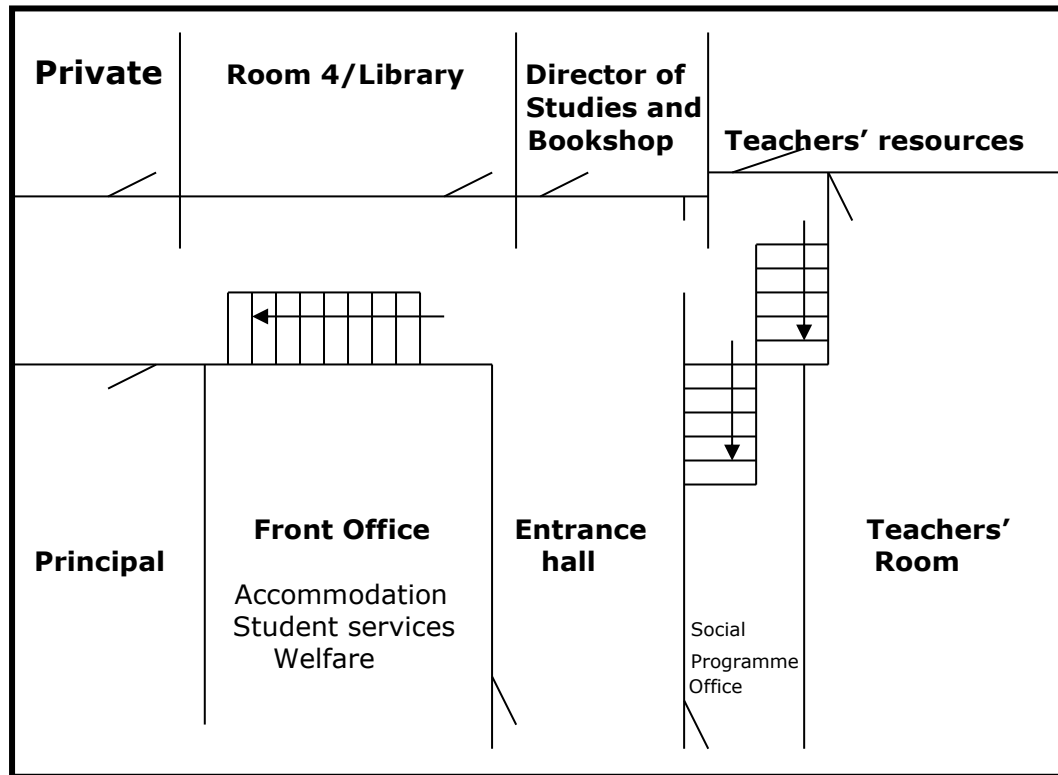 Private
Room 4/Library
Director of
Studies and
Bookshop
Teachers’ resources
Principal
Front Office
Accommodation
Student services
Welfare
Entrance
hall
Social
Programme
Office
Teachers’
Room